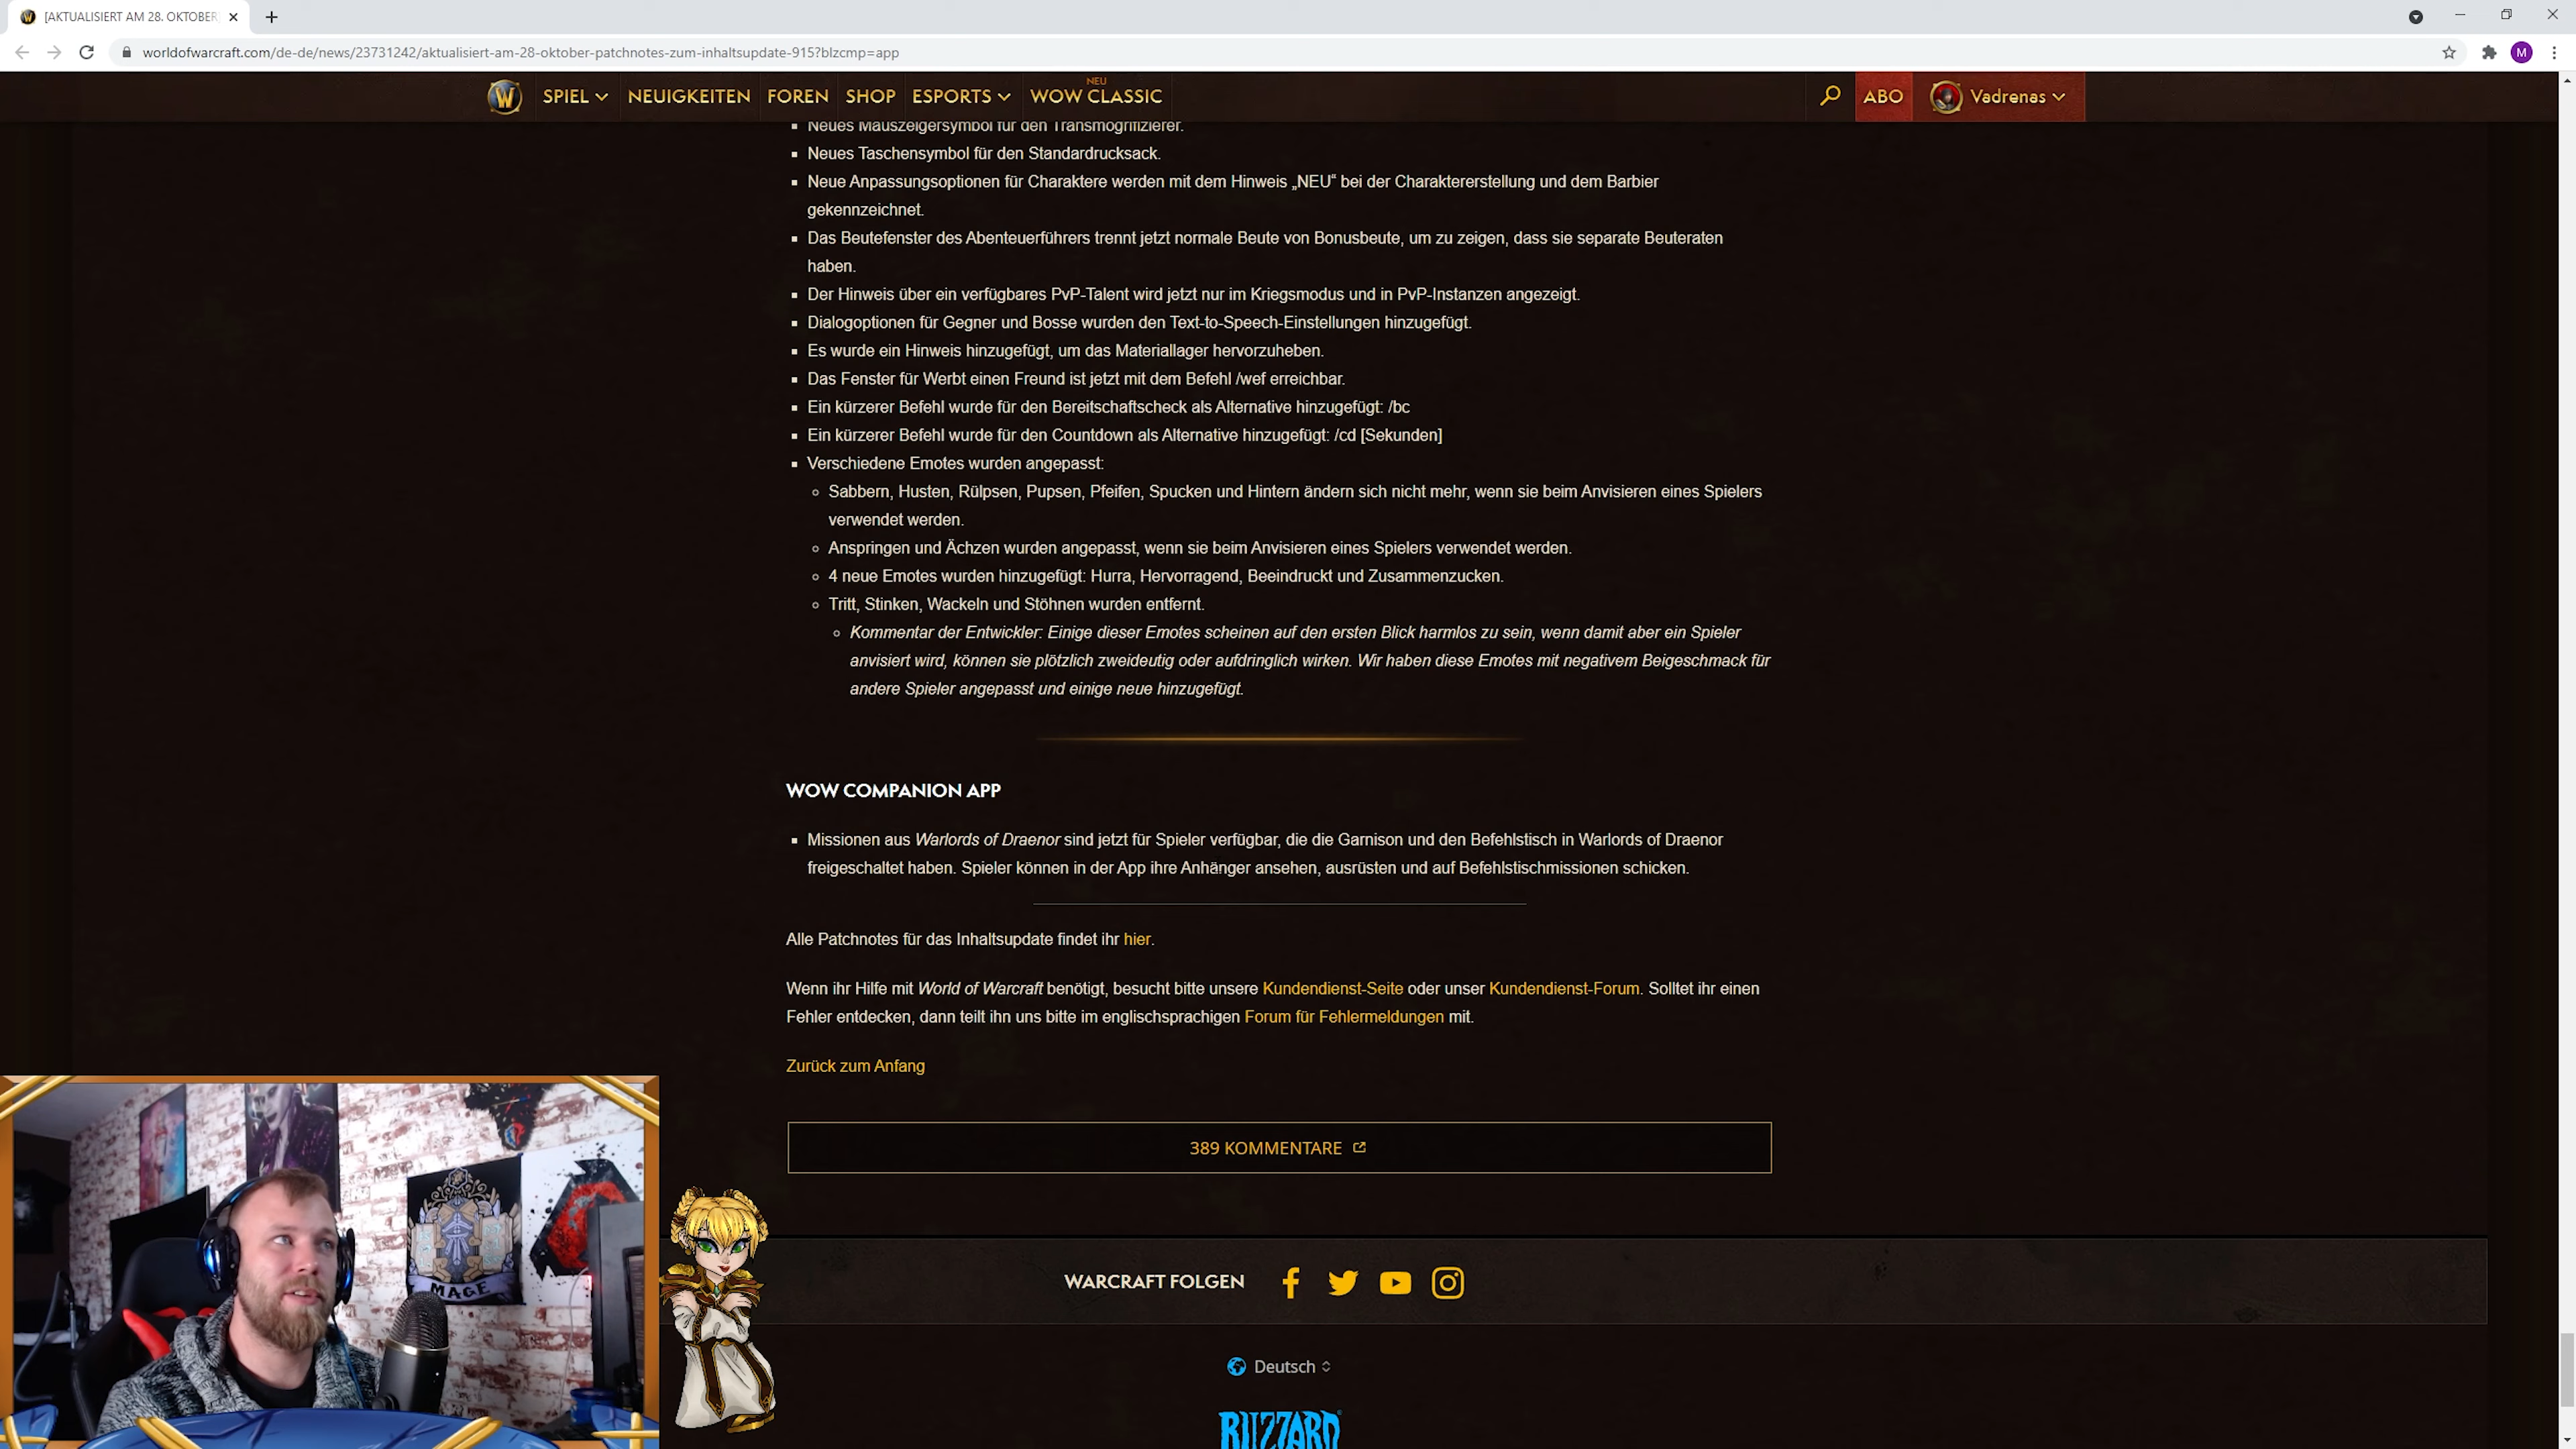 [AKTUALISIERT AM 28. OKTOBER
worldofwarcraft.com/de-de/news/23731242/aktualisiert-am-28-oktober-patchnotes-zum-inhaltsupdate-915?blzcmp=app
M
W
SPIEL
NEUIGKEITEN
FOREN
SHOP
ESPORTS
NEU
WOW CLASSIC
ABO
Vadrenas
Neues Mauszeigersymbol für den Transmogrifizierer.
Neues Taschensymbol für den Standardrucksack.
Neue Anpassungsoptionen für Charaktere werden mit dem Hinweis „NEU“ bei der Charaktererstellung und dem Barbier
gekennzeichnet.
Das Beutefenster des Abenteuerführers trennt jetzt normale Beute von Bonusbeute, um zu zeigen, dass sie separate Beuteraten
haben.
Der Hinweis über ein verfügbares PvP-Talent wird jetzt nur im Kriegsmodus und in PvP-Instanzen angezeigt.
Dialogoptionen für Gegner und Bosse wurden den Text-to-Speech-Einstellungen hinzugefügt.
Es wurde ein Hinweis hinzugefügt, um das Materiallager hervorzuheben.
Das Fenster für Werbt einen Freund ist jetzt mit dem Befehl /wef erreichbar.
Ein kürzerer Befehl wurde für den Bereitschaftscheck als Alternative hinzugefügt: /bc
Ein kürzerer Befehl wurde für den Countdown als Alternative hinzugefügt: /cd [Sekunden]
Verschiedene Emotes wurden angepasst:
Sabbern, Husten, Rülpsen, Pupsen, Pfeifen, Spucken und Hintern ändern sich nicht mehr, wenn sie beim Anvisieren eines Spielers
verwendet werden.
Anspringen und Ächzen wurden angepasst, wenn sie beim Anvisieren eines Spielers verwendet werden.
4 neue Emotes wurden hinzugefügt: Hurra, Hervorragend, Beeindruckt und Zusammenzucken.
Tritt, Stinken, Wackeln und Stöhnen wurden entfernt.
Kommentar der Entwickler: Einige dieser Emotes scheinen auf den ersten Blick harmlos zu sein, wenn damit aber ein Spieler
anvisiert wird, können sie plötzlich zweideutig oder aufdringlich wirken. Wir haben diese Emotes mit negativem Beigeschmack für
andere Spieler angepasst und einige neue hinzugefügt.
WOW COMPANION APP
Missionen aus Warlords of Draenor sind jetzt für Spieler verfügbar, die die Garnison und den Befehlstisch in Warlords of Draenor
freigeschaltet haben. Spieler können in der App ihre Anhänger ansehen, ausrüsten und auf Befehlstischmissionen schicken.
Alle Patchnotes für das Inhaltsupdate findet ihr hier.
Wenn ihr Hilfe mit World of Warcraft benötigt, besucht bitte unsere Kundendienst-Seite oder unser Kundendienst-Forum. Solltet ihr einen
Fehler entdecken, dann teilt ihn uns bitte im englischsprachigen Forum für Fehlermeldungen mit.
Zurück zum Anfang
389 KOMMENTARE
MAGE
WARCRAFT FOLGEN
Deutsch
BLIZZARD